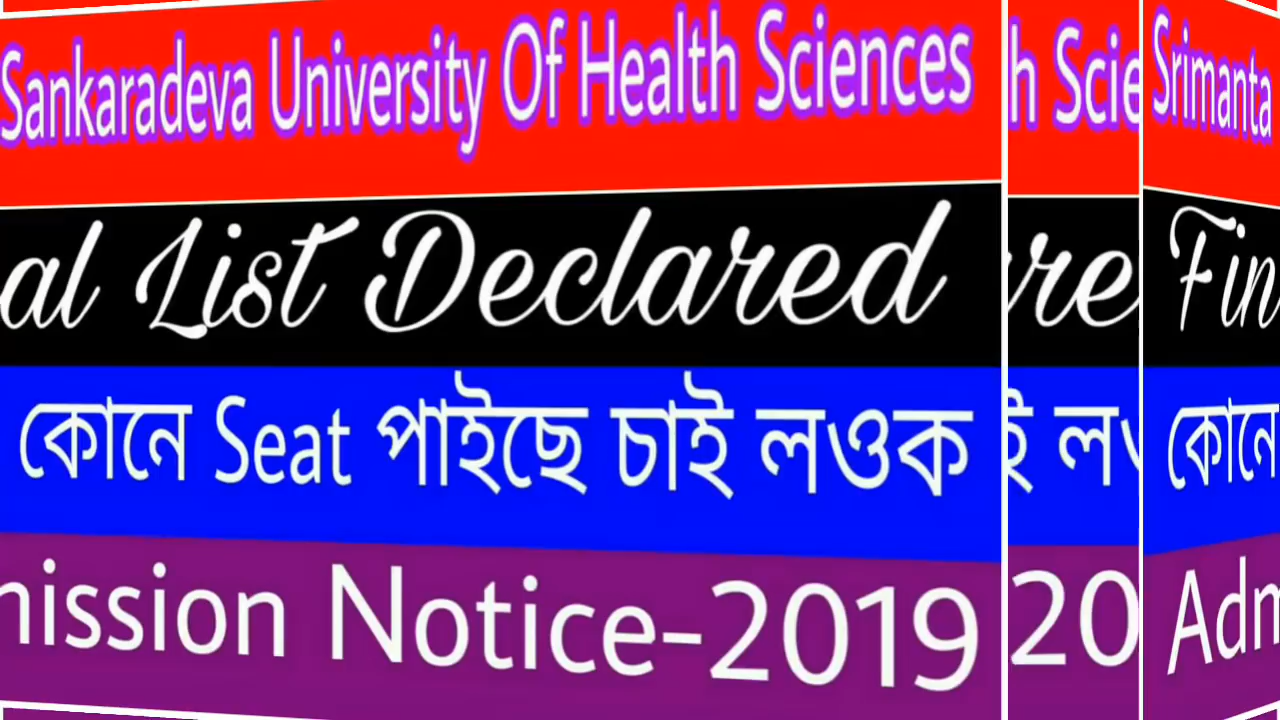 Sankaradeva University Of Health Sciences
al List Declared
কোনে Seat পাইছে চাই লওক
mission Notice-2019
h Scie
re
ই ল
20
Srimanta
Fin
কোনে
Adm